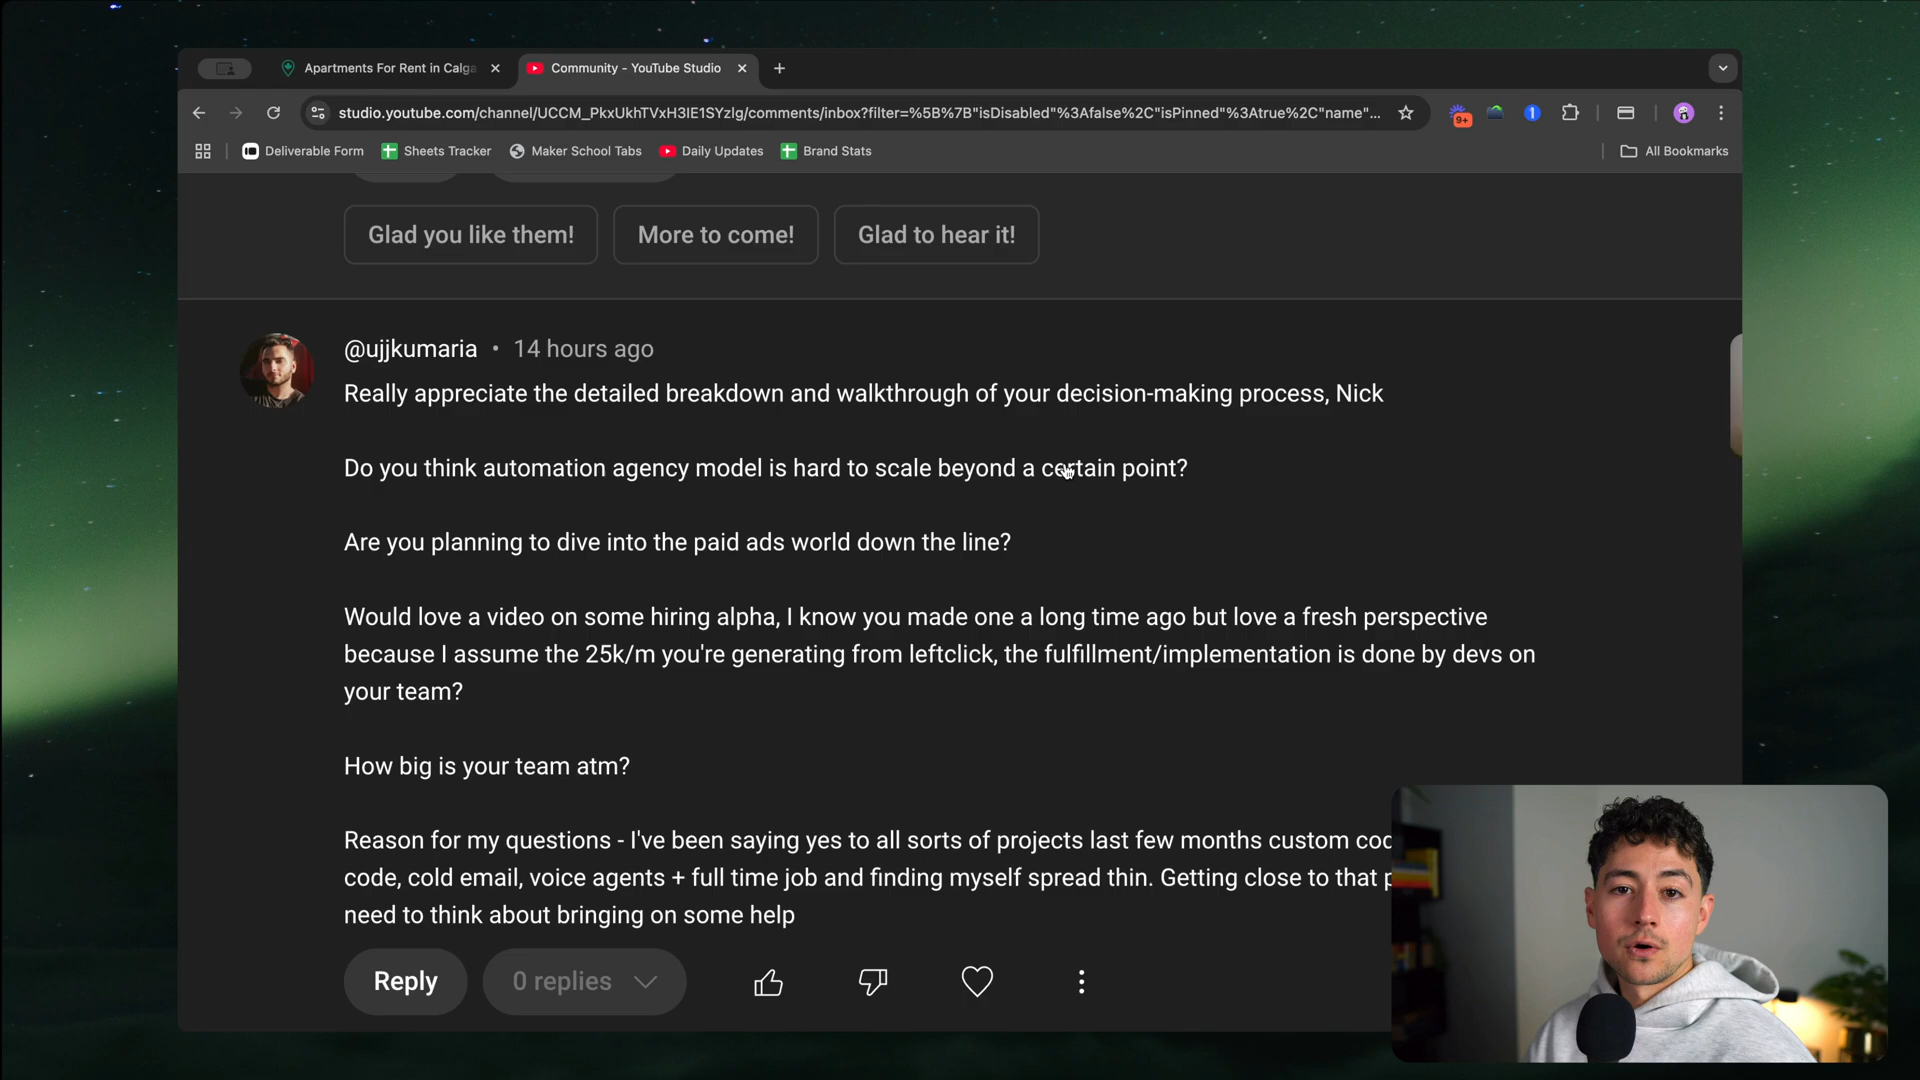 Apartments For Rent in Calga
Community - YouTube Studio
studio.youtube.com/channel/UCCM_PkxUkhTVxH3IE1SYzlg/comments/inbox?filter=%5B%7B"isDisabled"%3Afalse%2C"isPinned"%3Atrue%2C"name"...
9+
1
Deliverable Form
Sheets Tracker
Maker School Tabs
Daily Updates
Brand Stats
All Bookmarks
Glad you like them!
More to come!
Glad to hear it!
@ujjkumaria • 14 hours ago
Really appreciate the detailed breakdown and walkthrough of your decision-making process, Nick
Do you think automation agency model is hard to scale beyond a certain point?
Are you planning to dive into the paid ads world down the line?
Would love a video on some hiring alpha, I know you made one a long time ago but love a fresh perspective
because I assume the 25k/m you're generating from leftclick, the fulfillment/implementation is done by devs on
your team?
How big is your team atm?
Reason for my questions - I've been saying yes to all sorts of projects last few months custom coc
code, cold email, voice agents + full time job and finding myself spread thin. Getting close to that p
need to think about bringing on some help
Reply
0 replies